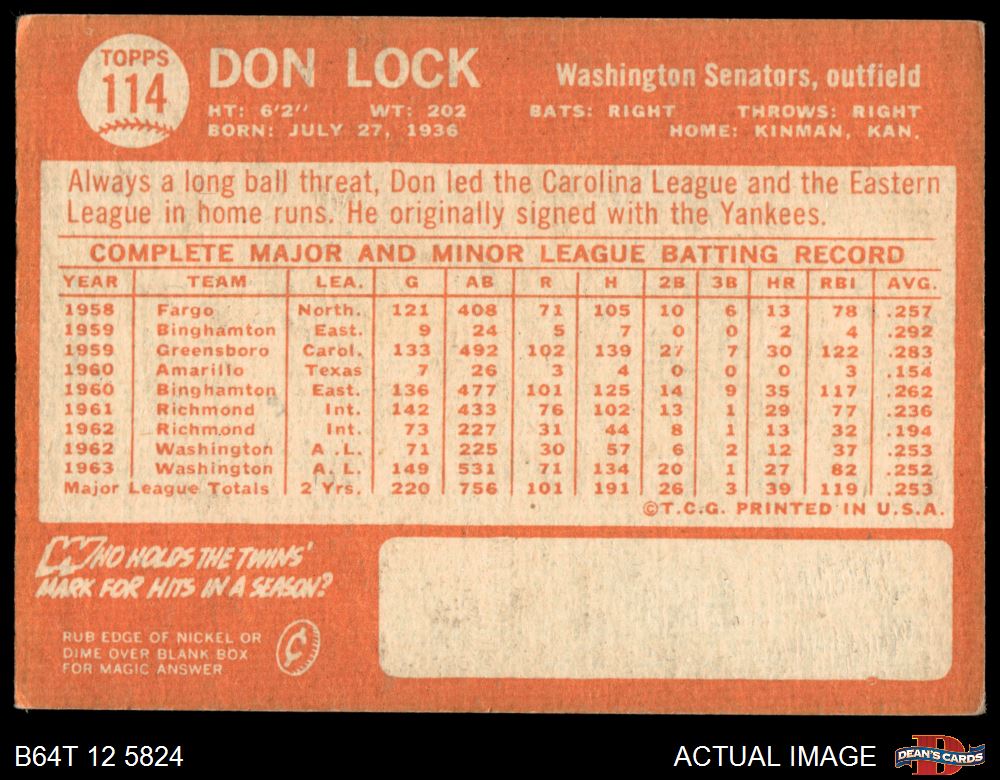 TOPPS
114
DON LOCK
Washington Senators, outfield
HT: 6'2" WT: 202 BATS: RIGHT THROWS: RIGHT
BORN: JULY 27, 1936 HOME: KINMAN, KAN.
Always a long ball threat, Don led the Carolina League and the Eastern
League in home runs. He originally signed with the Yankees.
COMPLETE MAJOR AND MINOR LEAGUE BATTING RECORD
YEAR TEAM LEA. G AB R H 2B 3B HR RBI AVG.
1958 Fargo North. 121 408 71 105 10 6 13 78 .257
1959 Binghamton East. 9 24 5 7 0 0 2 4 .292
1959 Greensboro Carol. 133 492 102 139 27 7 30 122 .283
1960 Amarillo Texas 7 26 3 4 0 0 0 3 .154
1960 Binghamton East. 136 477 101 125 14 9 35 117 .262
1961 Richmond Int. 142 433 76 102 13 1 29 77 .236
1962 Richmond Int. 73 227 31 44 8 1 13 32 .194
1962 Washington A.L. 71 225 30 57 6 2 12 37 .253
1963 Washington A.L. 149 531 71 134 20 1 27 82 .252
Major League Totals 2 Yrs. 220 756 101 191 26 3 39 119 .253
©T.C.G. PRINTED IN U.S.A.
WHO HOLDS THE TWINS'
MARK FOR HITS IN A SEASON?
RUB EDGE OF NICKEL OR
DIME OVER BLANK BOX
FOR MAGIC ANSWER
¢
B64T 12 5824
ACTUAL IMAGE
DEAN'S CARDS